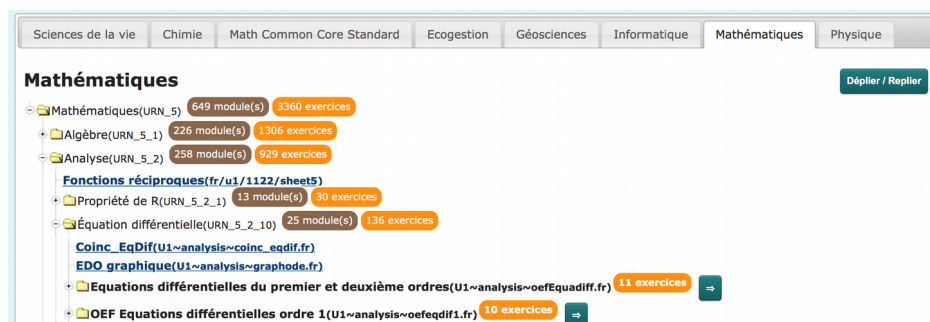 Sciences de la vie Chimie Math Common Core Standard Ecogestion Géosciences Informatique Mathématiques Physique
Mathématiques Déplier / Replier
Mathématiques(URN_5) 649 module(s) 3360 exercices
Algèbre(URN_5_1) 226 module(s) 1306 exercices
Analyse(URN_5_2) 258 module(s) 929 exercices
Fonctions réciproques(fr/u1/1122/sheet5)
Propriété de R(URN_5_2_1) 13 module(s) 30 exercices
Équation différentielle(URN_5_2_10) 25 module(s) 136 exercices
Coinc_EqDif(U1~analysis~coinc_eqdif.fr)
EDO graphique(U1~analysis~graphode.fr)
Equations différentielles du premier et deuxième ordres(U1~analysis~oefEquadiff.fr) 11 exercices ⇒
OEF Equations différentielles ordre 1(U1~analysis~oefeqdif1.fr) 10 exercices ⇒